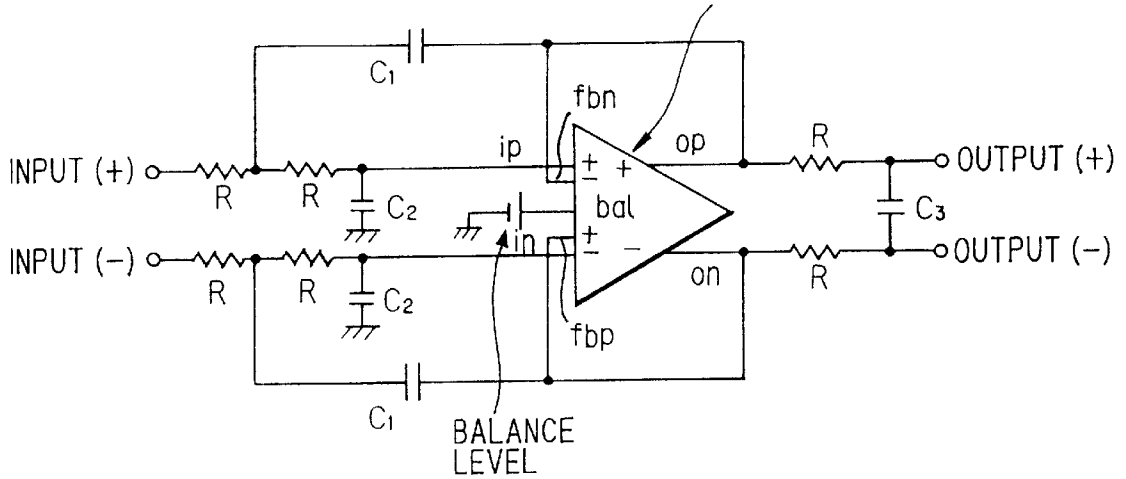 C1
fbn
INPUT (+)
R
R
C2
ip
+
−
+
op
R
OUTPUT (+)
bal
C3
INPUT (−)
R
R
C2
in
+
−
−
on
R
OUTPUT (−)
fbp
C1
BALANCE
LEVEL